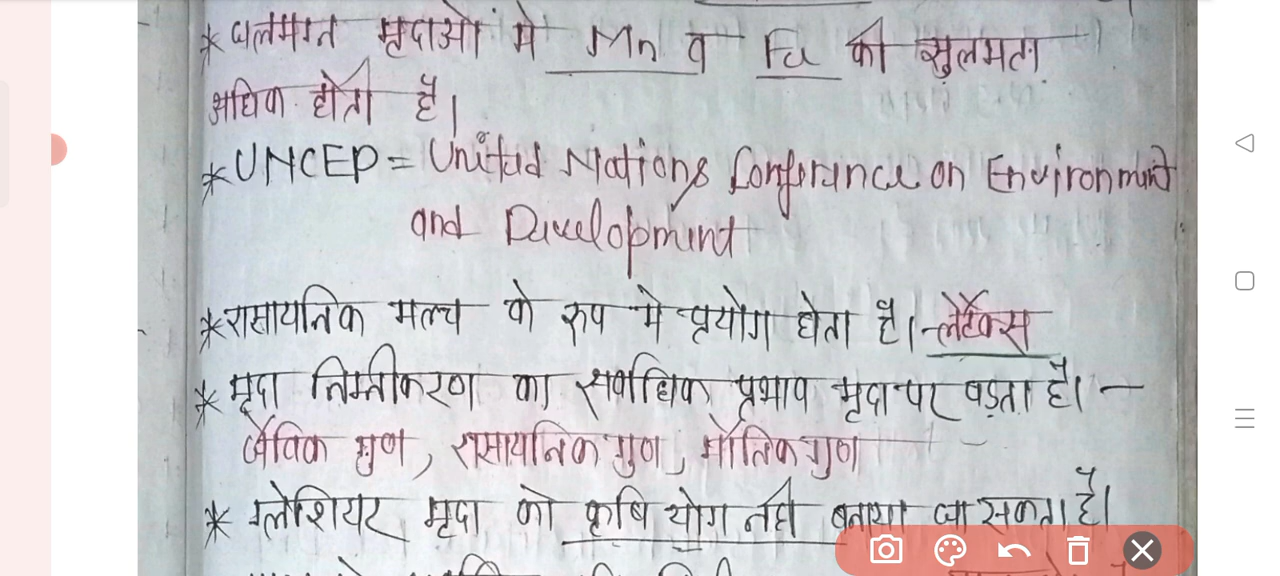 * जलमग्न मृदाओं में Mn व Fe की सुलभता
अधिक होती है।
* UNCEP = United Nations Conference on Environment
and Development
* रासायनिक मल्च के रुप मे प्रयोग होता है। - लेटेक्स
* मृदा निम्नीकरण का सर्वाधिक प्रभाव मृदा पर पड़ता है। -
जैविक गुण, रासायनिक गुण, भौतिक गुण
* ग्लेशियर मृदा को कृषि योग नही बनाया जा सकता है।